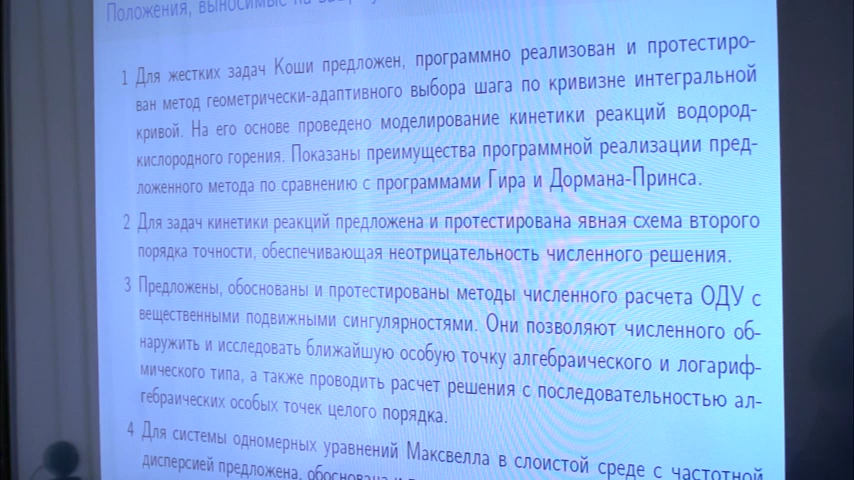 Положения, выносимые на
1 Для жестких задач Коши предложен, программно реализован и протестиро-
ван метод геометрически-адаптивного выбора шага по кривизне интегральной
кривой. На его основе проведено моделирование кинетики реакций водород-
кислородного горения. Показаны преимущества программной реализации пред-
ложенного метода по сравнению с программами Гира и Дормана-Принса.
2 Для задач кинетики реакций предложена и протестирована явная схема второго
порядка точности, обеспечивающая неотрицательность численного решения.
3 Предложены, обоснованы и протестированы методы численного расчета ОДУ с
вещественными подвижными сингулярностями. Они позволяют численного об-
наружить и исследовать ближайшую особую точку алгебраического и логариф-
мического типа, а также проводить расчет решения с последовательностью ал-
гебраических особых точек целого порядка.
4 Для системы одномерных уравнений Максвелла в слоистой среде с частотной
дисперсией предложена, обоснована и